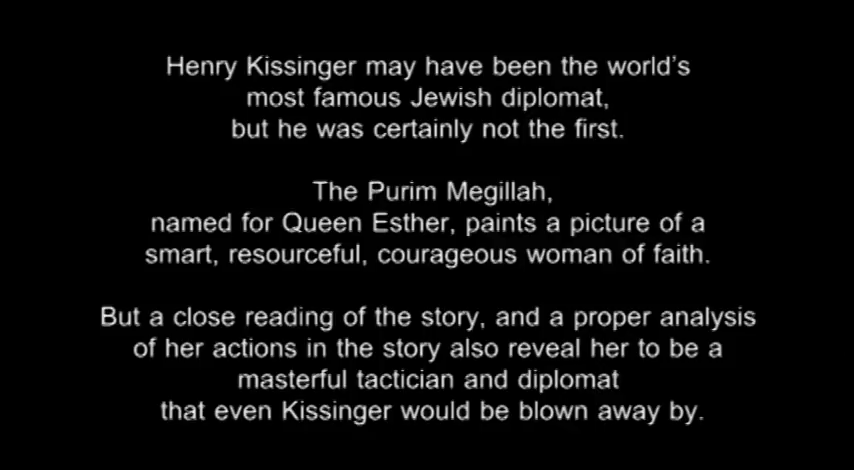 Henry Kissinger may have been the world's
most famous Jewish diplomat,
but he was certainly not the first.
The Purim Megillah,
named for Queen Esther, paints a picture of a
smart, resourceful, courageous woman of faith.
But a close reading of the story, and a proper analysis
of her actions in the story also reveal her to be a
masterful tactician and diplomat
that even Kissinger would be blown away by.